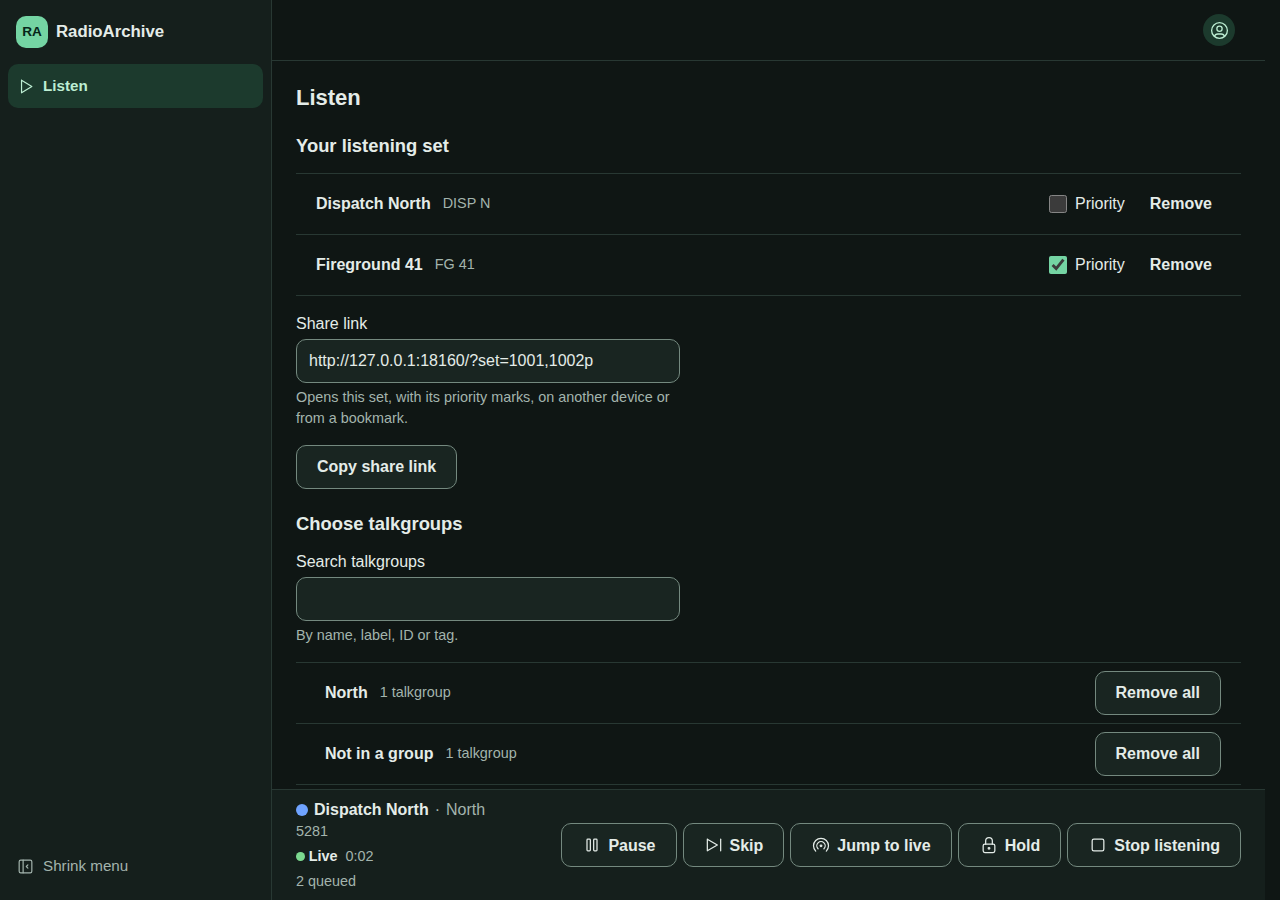 RA RadioArchive
Listen
Listen
Your listening set
Dispatch North DISP N Priority Remove
Fireground 41 FG 41 Priority Remove
Share link
http://127.0.0.1:18160/?set=1001,1002p
Opens this set, with its priority marks, on another device or
from a bookmark.
Copy share link
Choose talkgroups
Search talkgroups
By name, label, ID or tag.
North 1 talkgroup Remove all
Not in a group 1 talkgroup Remove all
Dispatch North · North
5281
Live 0:02
2 queued
Pause Skip Jump to live Hold Stop listening
Shrink menu